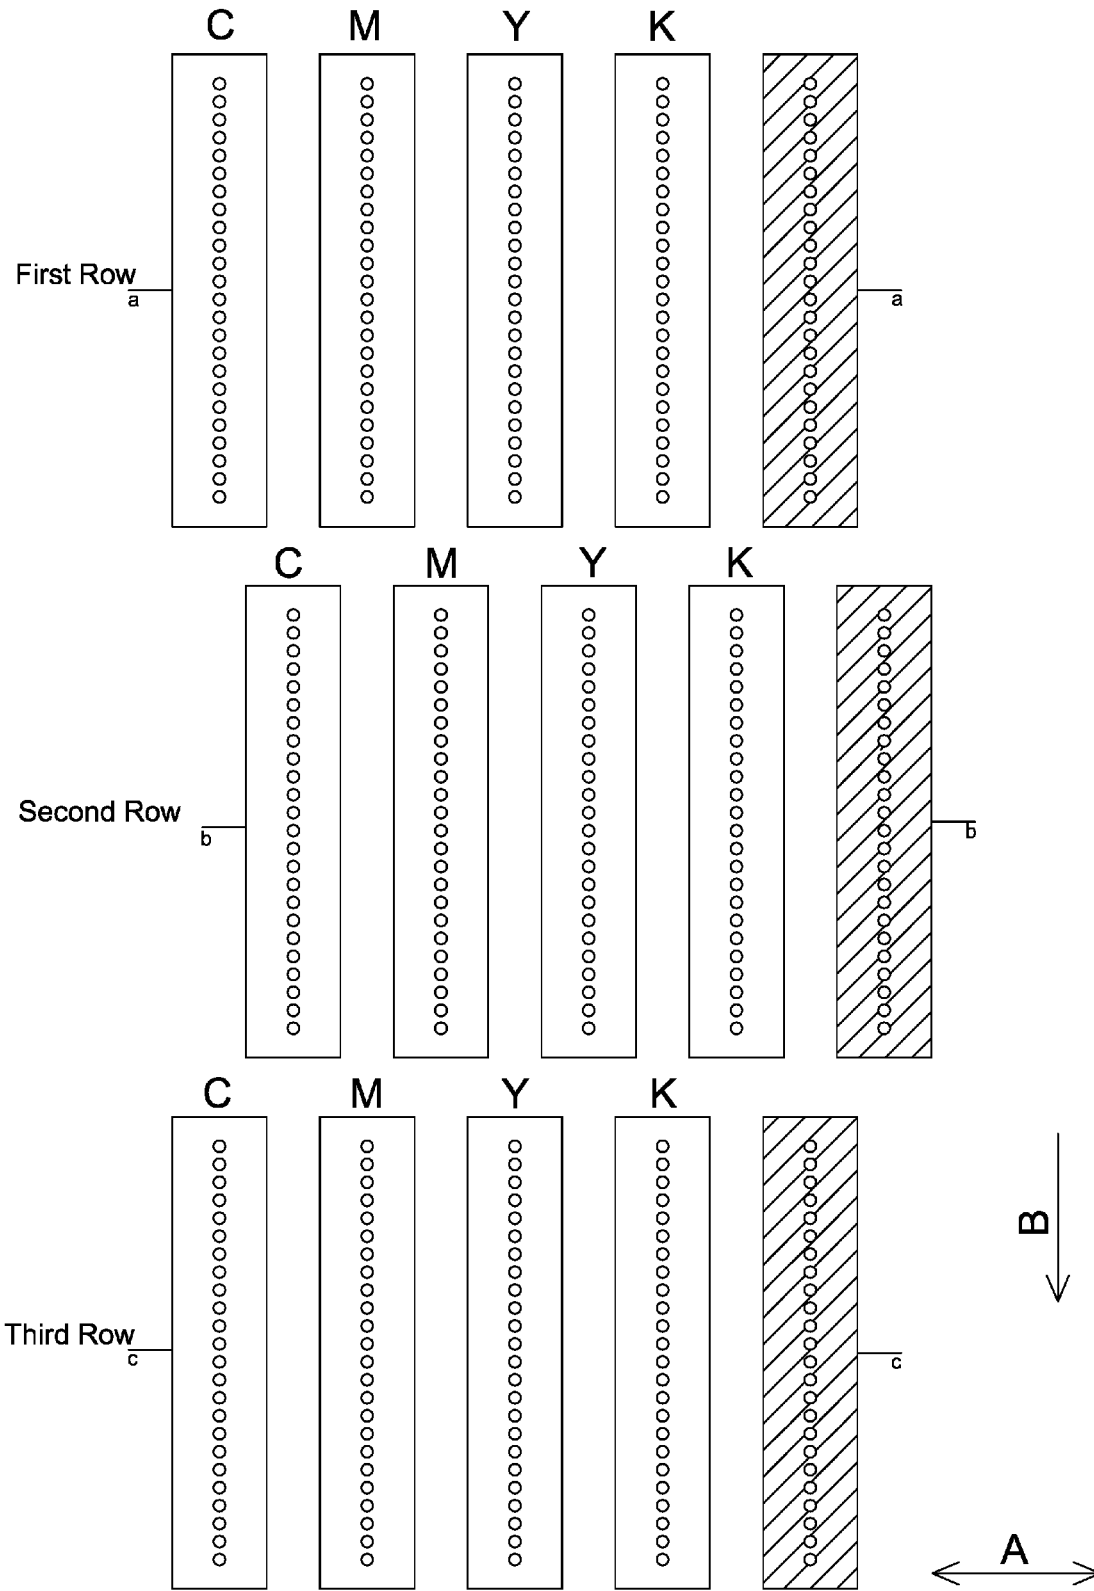 C M Y K
First Row
a a
C M Y K
Second Row
b b
C M Y K
Third Row
c c
B
A